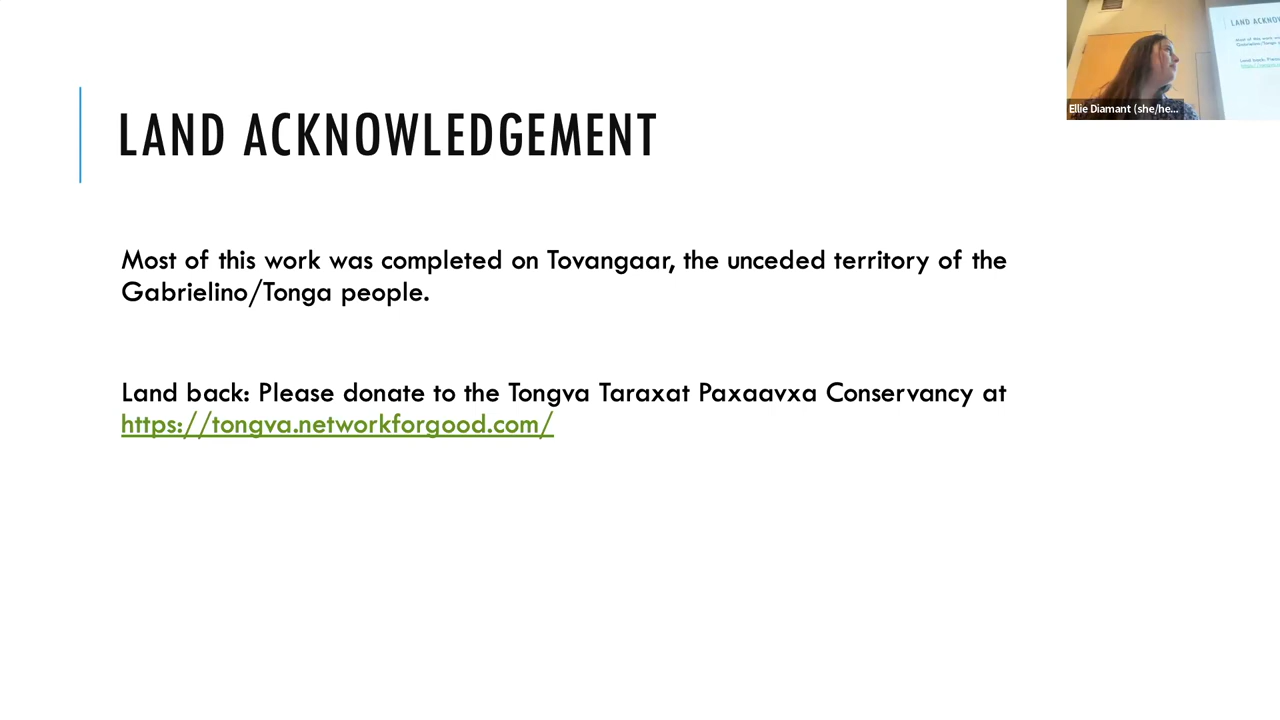 LAND ACKNOWLEDGEMENT
Most of this work was completed on Tovangaar, the unceded territory of the
Gabrielino/Tonga people.
Land back: Please donate to the Tongva Taraxat Paxaavxa Conservancy at
https://tongva.networkforgood.com/
Ellie Diamant (she/he...